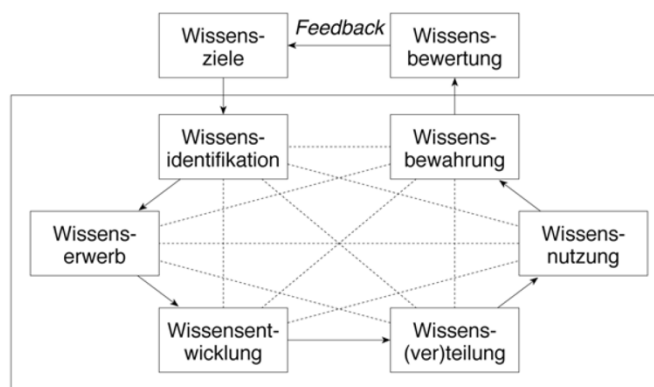 Wissens-
ziele
Feedback
Wissens-
bewertung
Wissens-
identifikation
Wissens-
bewahrung
Wissens-
erwerb
Wissens-
nutzung
Wissensent-
wicklung
Wissens-
(ver)teilung